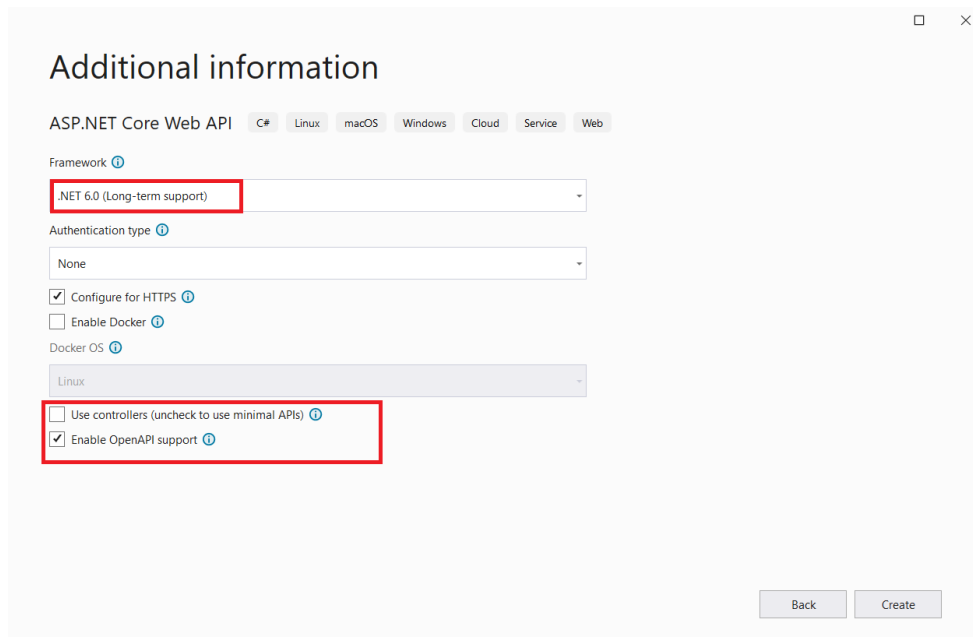 Additional information
ASP.NET Core Web API C# Linux macOS Windows Cloud Service Web
Framework
.NET 6.0 (Long-term support)
Authentication type
None
Configure for HTTPS
Enable Docker
Docker OS
Linux
Use controllers (uncheck to use minimal APIs)
Enable OpenAPI support
Back Create